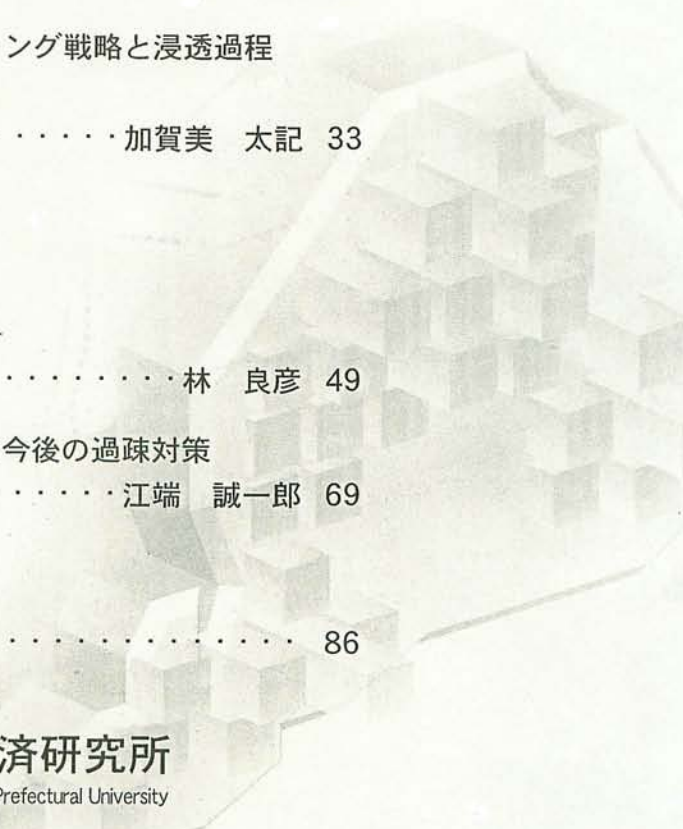 ング戦略と浸透過程
・・・・・加賀美 太記 33
・・・・・・・・林 良彦 49
今後の過疎対策
・・・・・江端 誠一郎 69
・・・・・・・・・・・・・・ 86
済研究所
Prefectural University